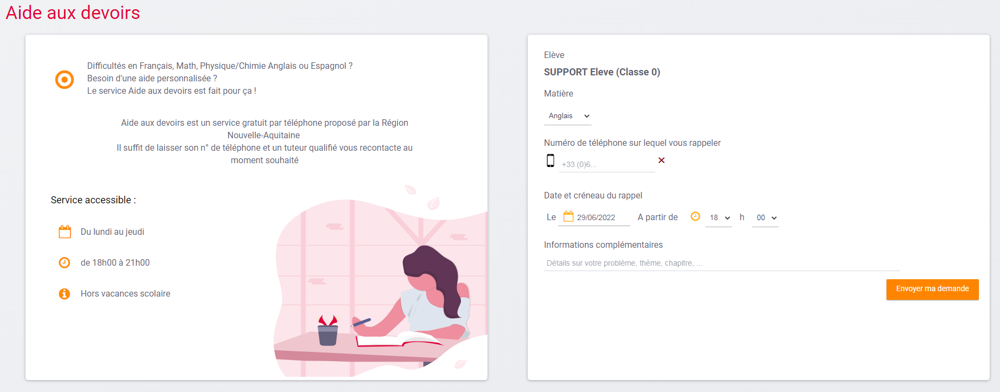 Aide aux devoirs
Difficultés en Français, Math, Physique/Chimie Anglais ou Espagnol ?
Besoin d'une aide personnalisée ?
Le service Aide aux devoirs est fait pour ça !
Aide aux devoirs est un service gratuit par téléphone proposé par la Région
Nouvelle-Aquitaine
Il suffit de laisser son n° de téléphone et un tuteur qualifié vous recontacte au
moment souhaité
Service accessible :
Du lundi au jeudi
de 18h00 à 21h00
Hors vacances scolaire
Elève
SUPPORT Eleve (Classe 0)
Matière
Anglais
Numéro de téléphone sur lequel vous rappeler
+33 (0)6...
Date et créneau du rappel
Le 29/06/2022 A partir de 18 h 00
Informations complémentaires
Détails sur votre problème, thème, chapitre, ...
Envoyer ma demande